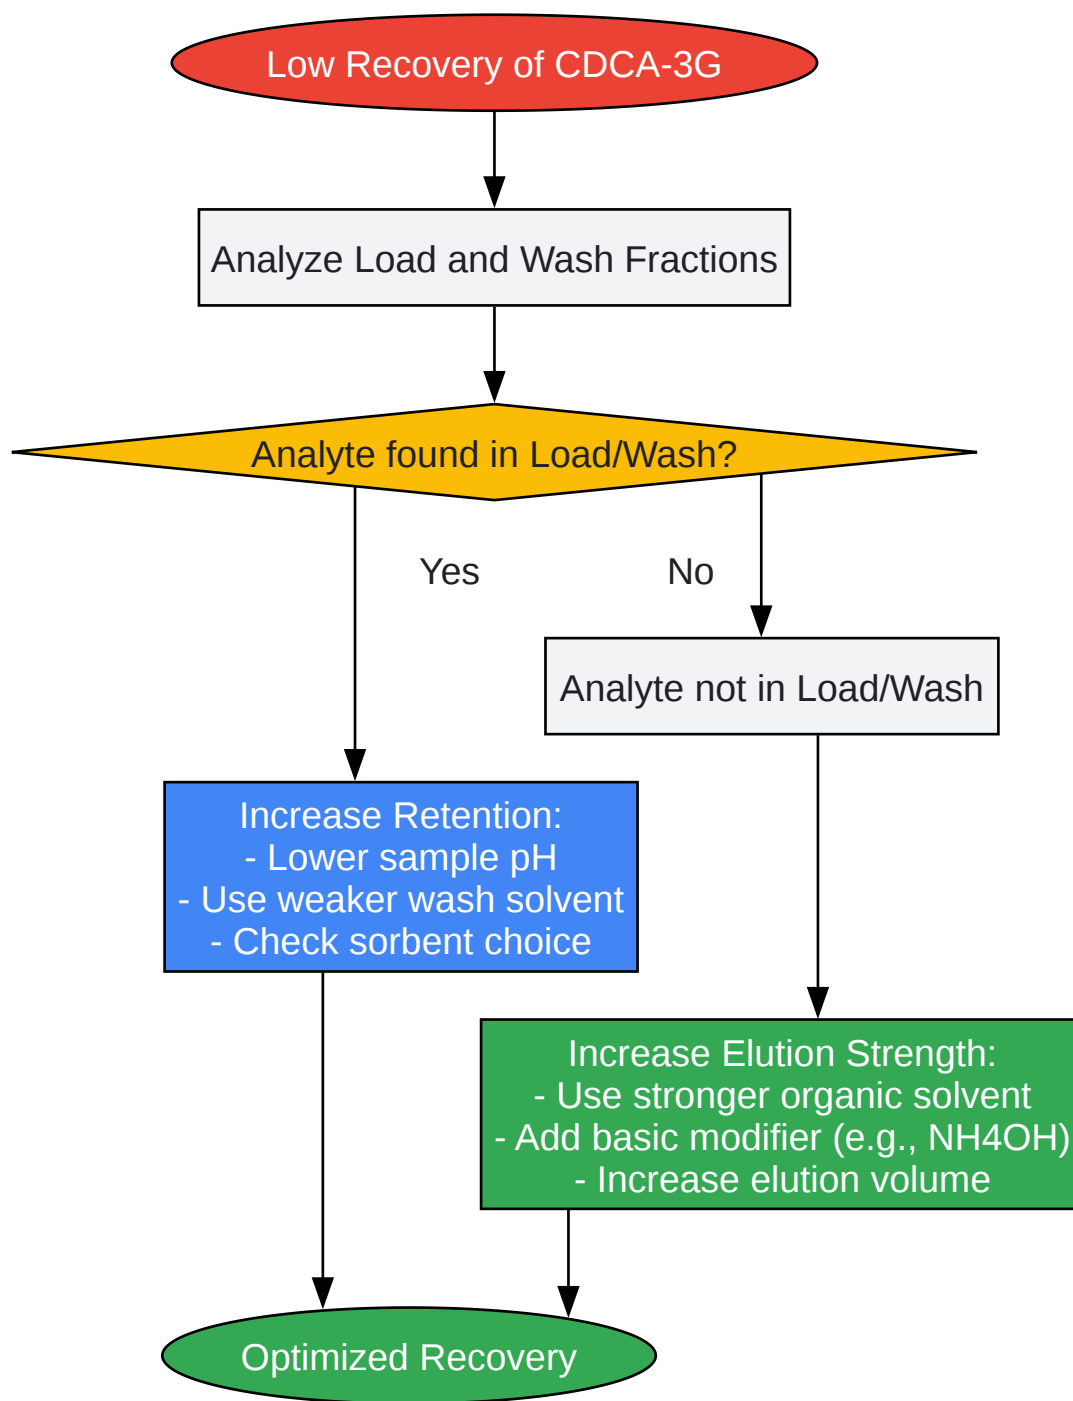 Low Recovery of CDCA-3G
Analyze Load and Wash Fractions
Analyte found in Load/Wash?
Yes
No
Analyte not in Load/Wash
Increase Retention:
- Lower sample pH
- Use weaker wash solvent
- Check sorbent choice
Increase Elution Strength:
- Use stronger organic solvent
- Add basic modifier (e.g., NH4OH)
- Increase elution volume
Optimized Recovery